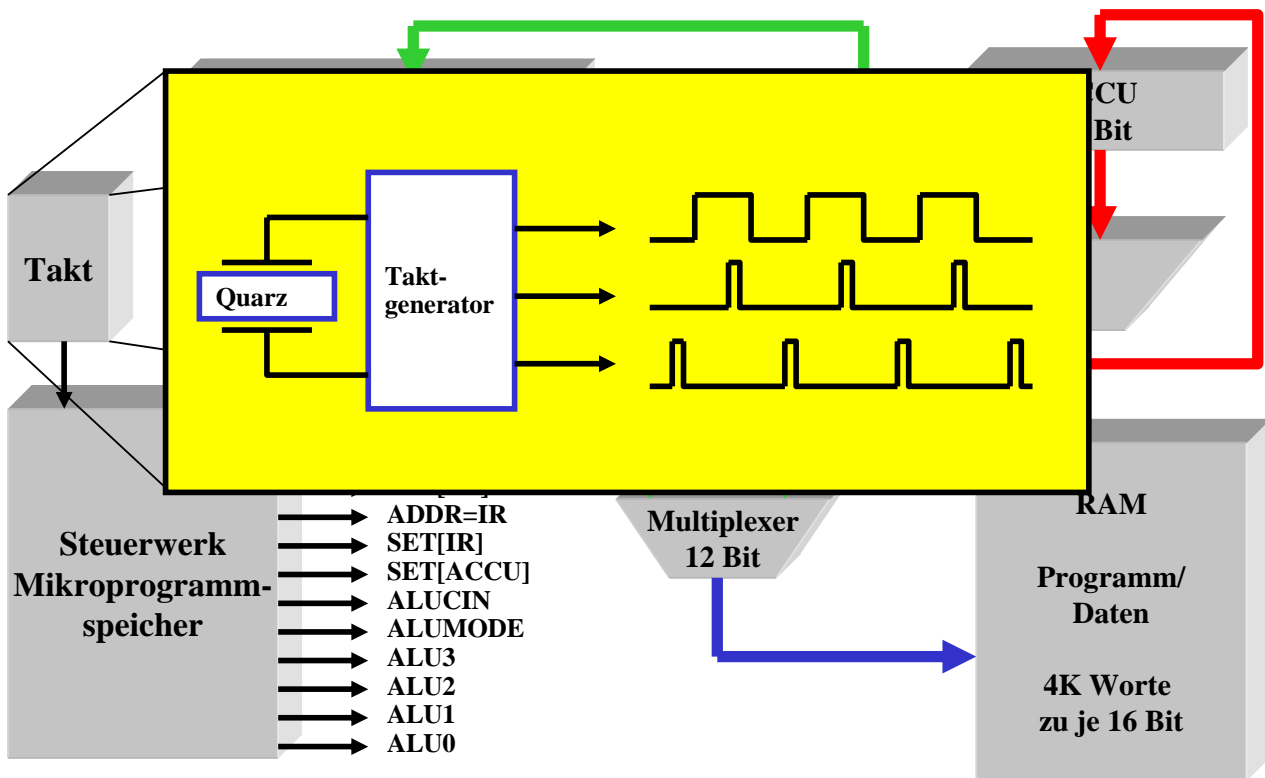 CCU
Bit
Takt
Quarz
Takt-
generator
ADDR=IR
SET[IR]
SET[ACCU]
ALUCIN
ALUMODE
ALU3
ALU2
ALU1
ALU0
Steuerwerk
Mikroprogramm-
speicher
Multiplexer
12 Bit
RAM
Programm/
Daten
4K Worte
zu je 16 Bit